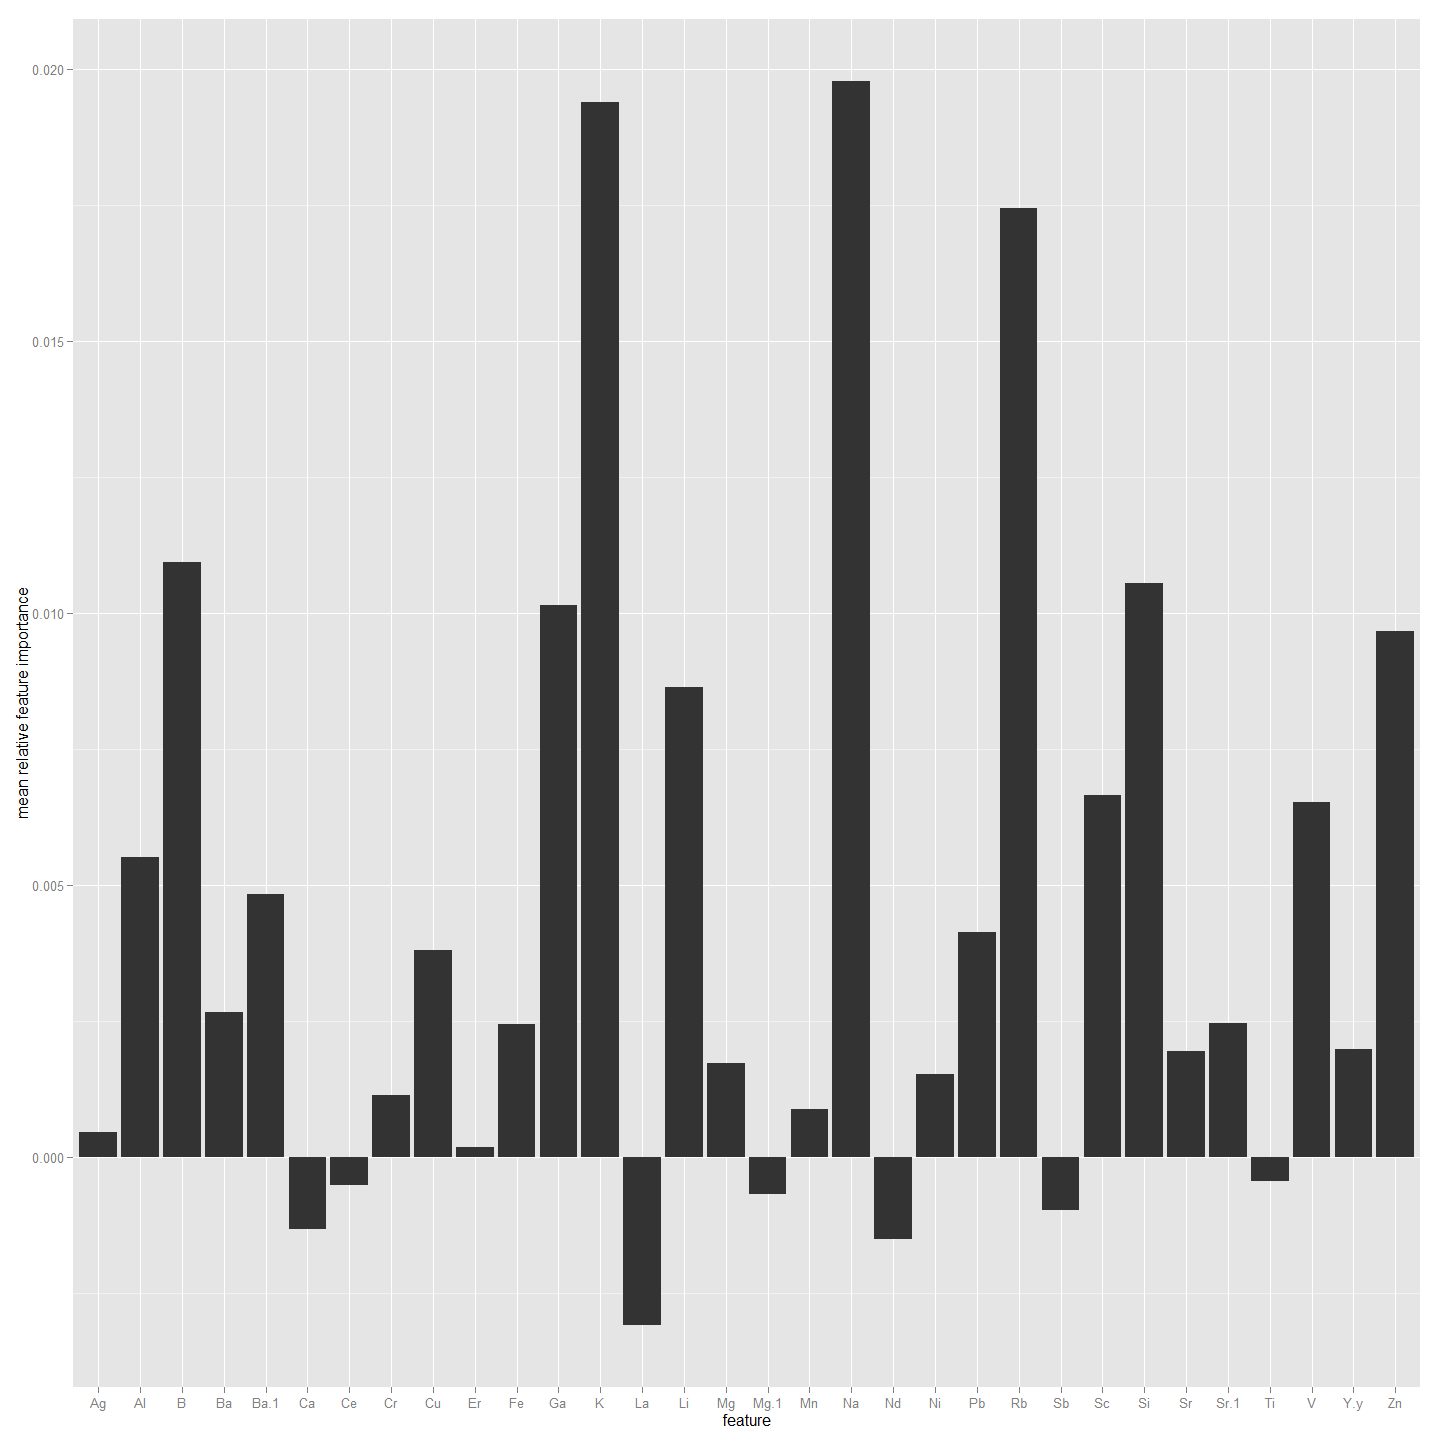 mean relative feature importance
0.020
0.015
0.010
0.005
0.000
Ag Al B Ba Ba.1 Ca Ce Cr Cu Er Fe Ga K La Li Mg Mg.1 Mn Na Nd Ni Pb Rb Sb Sc Si Sr Sr.1 Ti V Y.y Zn
feature